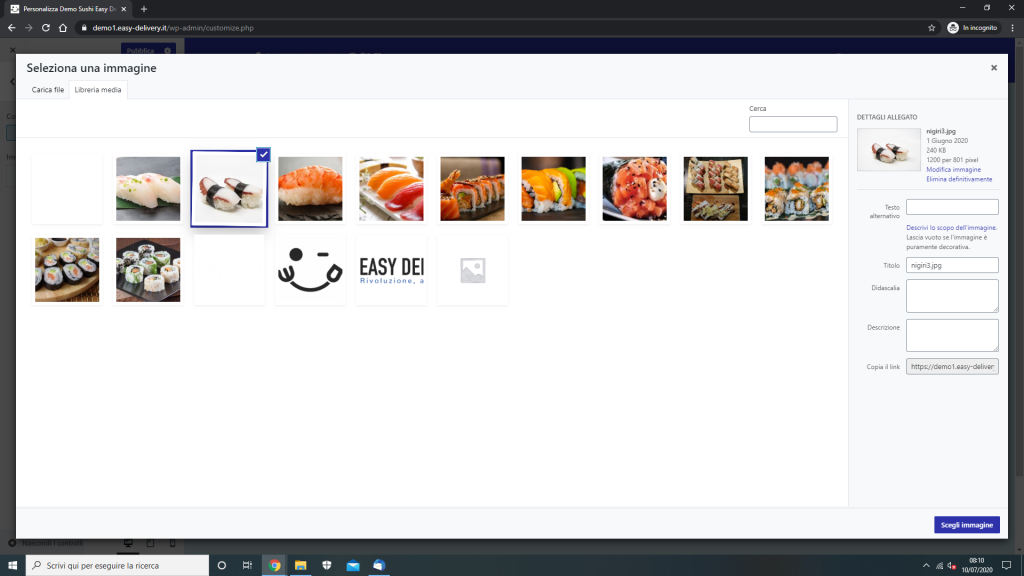 Personalizza Demo Sushi Easy De
demo1.easy-delivery.it/wp-admin/customize.php
In incognito
Pubblica
Seleziona una immagine
Carica file
Libreria media
Cerca
EASY DEI
Rivoluzione, a
DETTAGLI ALLEGATO
nigiri3.jpg
1 Giugno 2020
240 KB
1200 per 801 pixel
Modifica immagine
Elimina definitivamente
Testo alternativo
Descrivi lo scopo dell'immagine.
Lascia vuoto se l'immagine è
puramente decorativa.
Titolo
nigiri3.jpg
Didascalia
Descrizione
Copia il link
https://demo1.easy-deliver
Scegli immagine
Nascondi i controlli
Scrivi qui per eseguire la ricerca
08:10
10/07/2020